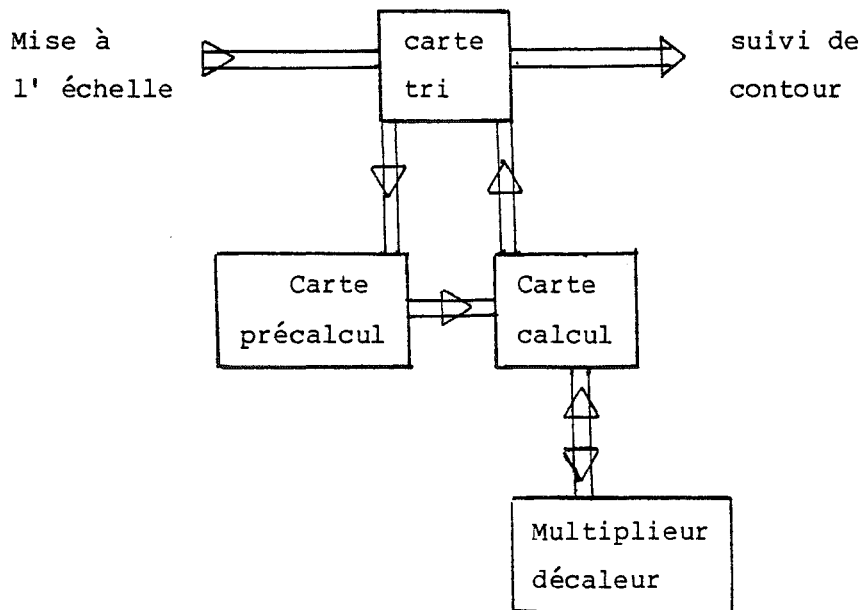 Mise à
l' échelle
carte
tri
suivi de
contour
Carte
précalcul
Carte
calcul
Multiplieur
décaleur